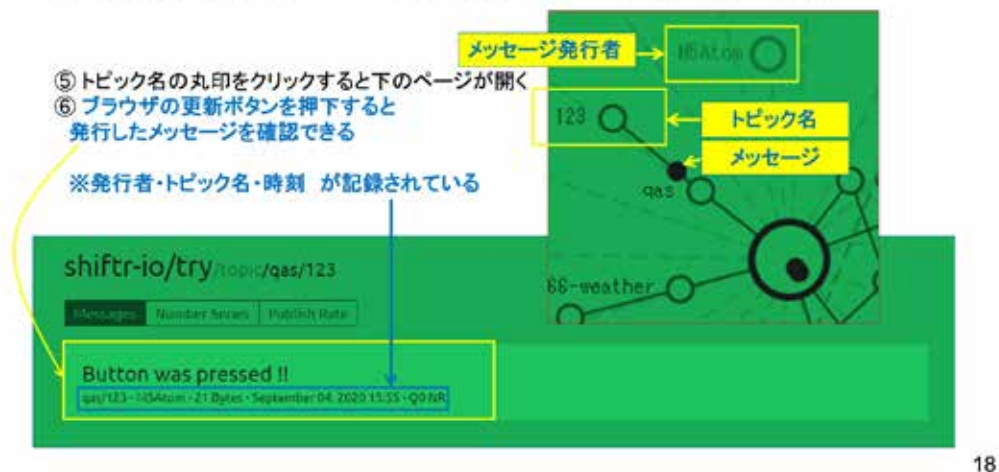 メッセージ発行者
M5Atom
⑤ トピック名の丸印をクリックすると下のページが開く
⑥ ブラウザの更新ボタンを押下すると
発行したメッセージを確認できる
123
トピック名
メッセージ
※発行者・トピック名・時刻 が記録されている
qas
shiftr-io/try/topic/qas/123
66-weather
Messages Number Series Publish Rate
Button was pressed !!
qas/123 - M5Atom - 21 Bytes - September 04, 2020 15:55 - Q0 NR
18